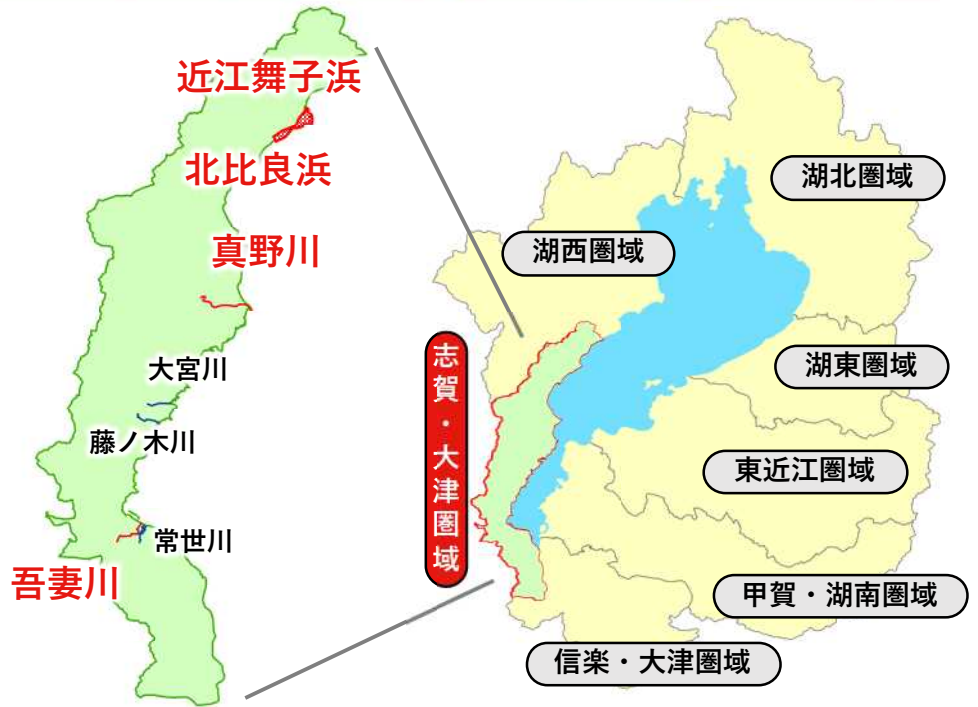 近江舞子浜
北比良浜
真野川
大宮川
藤ノ木川
常世川
吾妻川
湖北圏域
湖西圏域
志賀・大津圏域
湖東圏域
東近江圏域
甲賀・湖南圏域
信楽・大津圏域